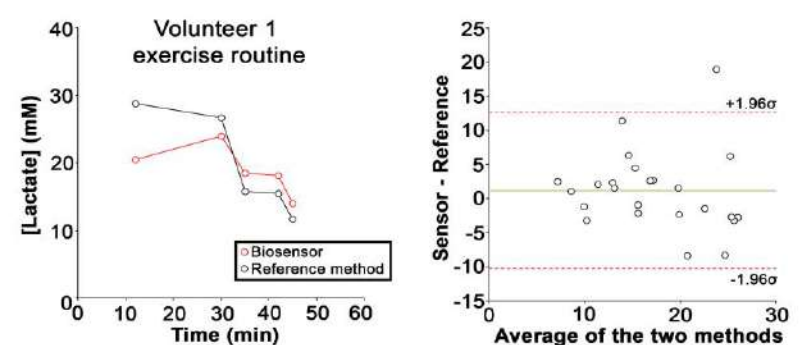 Volunteer 1
exercise routine
[Lactate] (mM)
40
30
20
10
0
Biosensor
Reference method
0 10 20 30 40 50 60
Time (min)
Sensor - Reference
25
20
15
10
5
0
-5
-10
-15
+1.96σ
-1.96σ
0 10 20 30
Average of the two methods